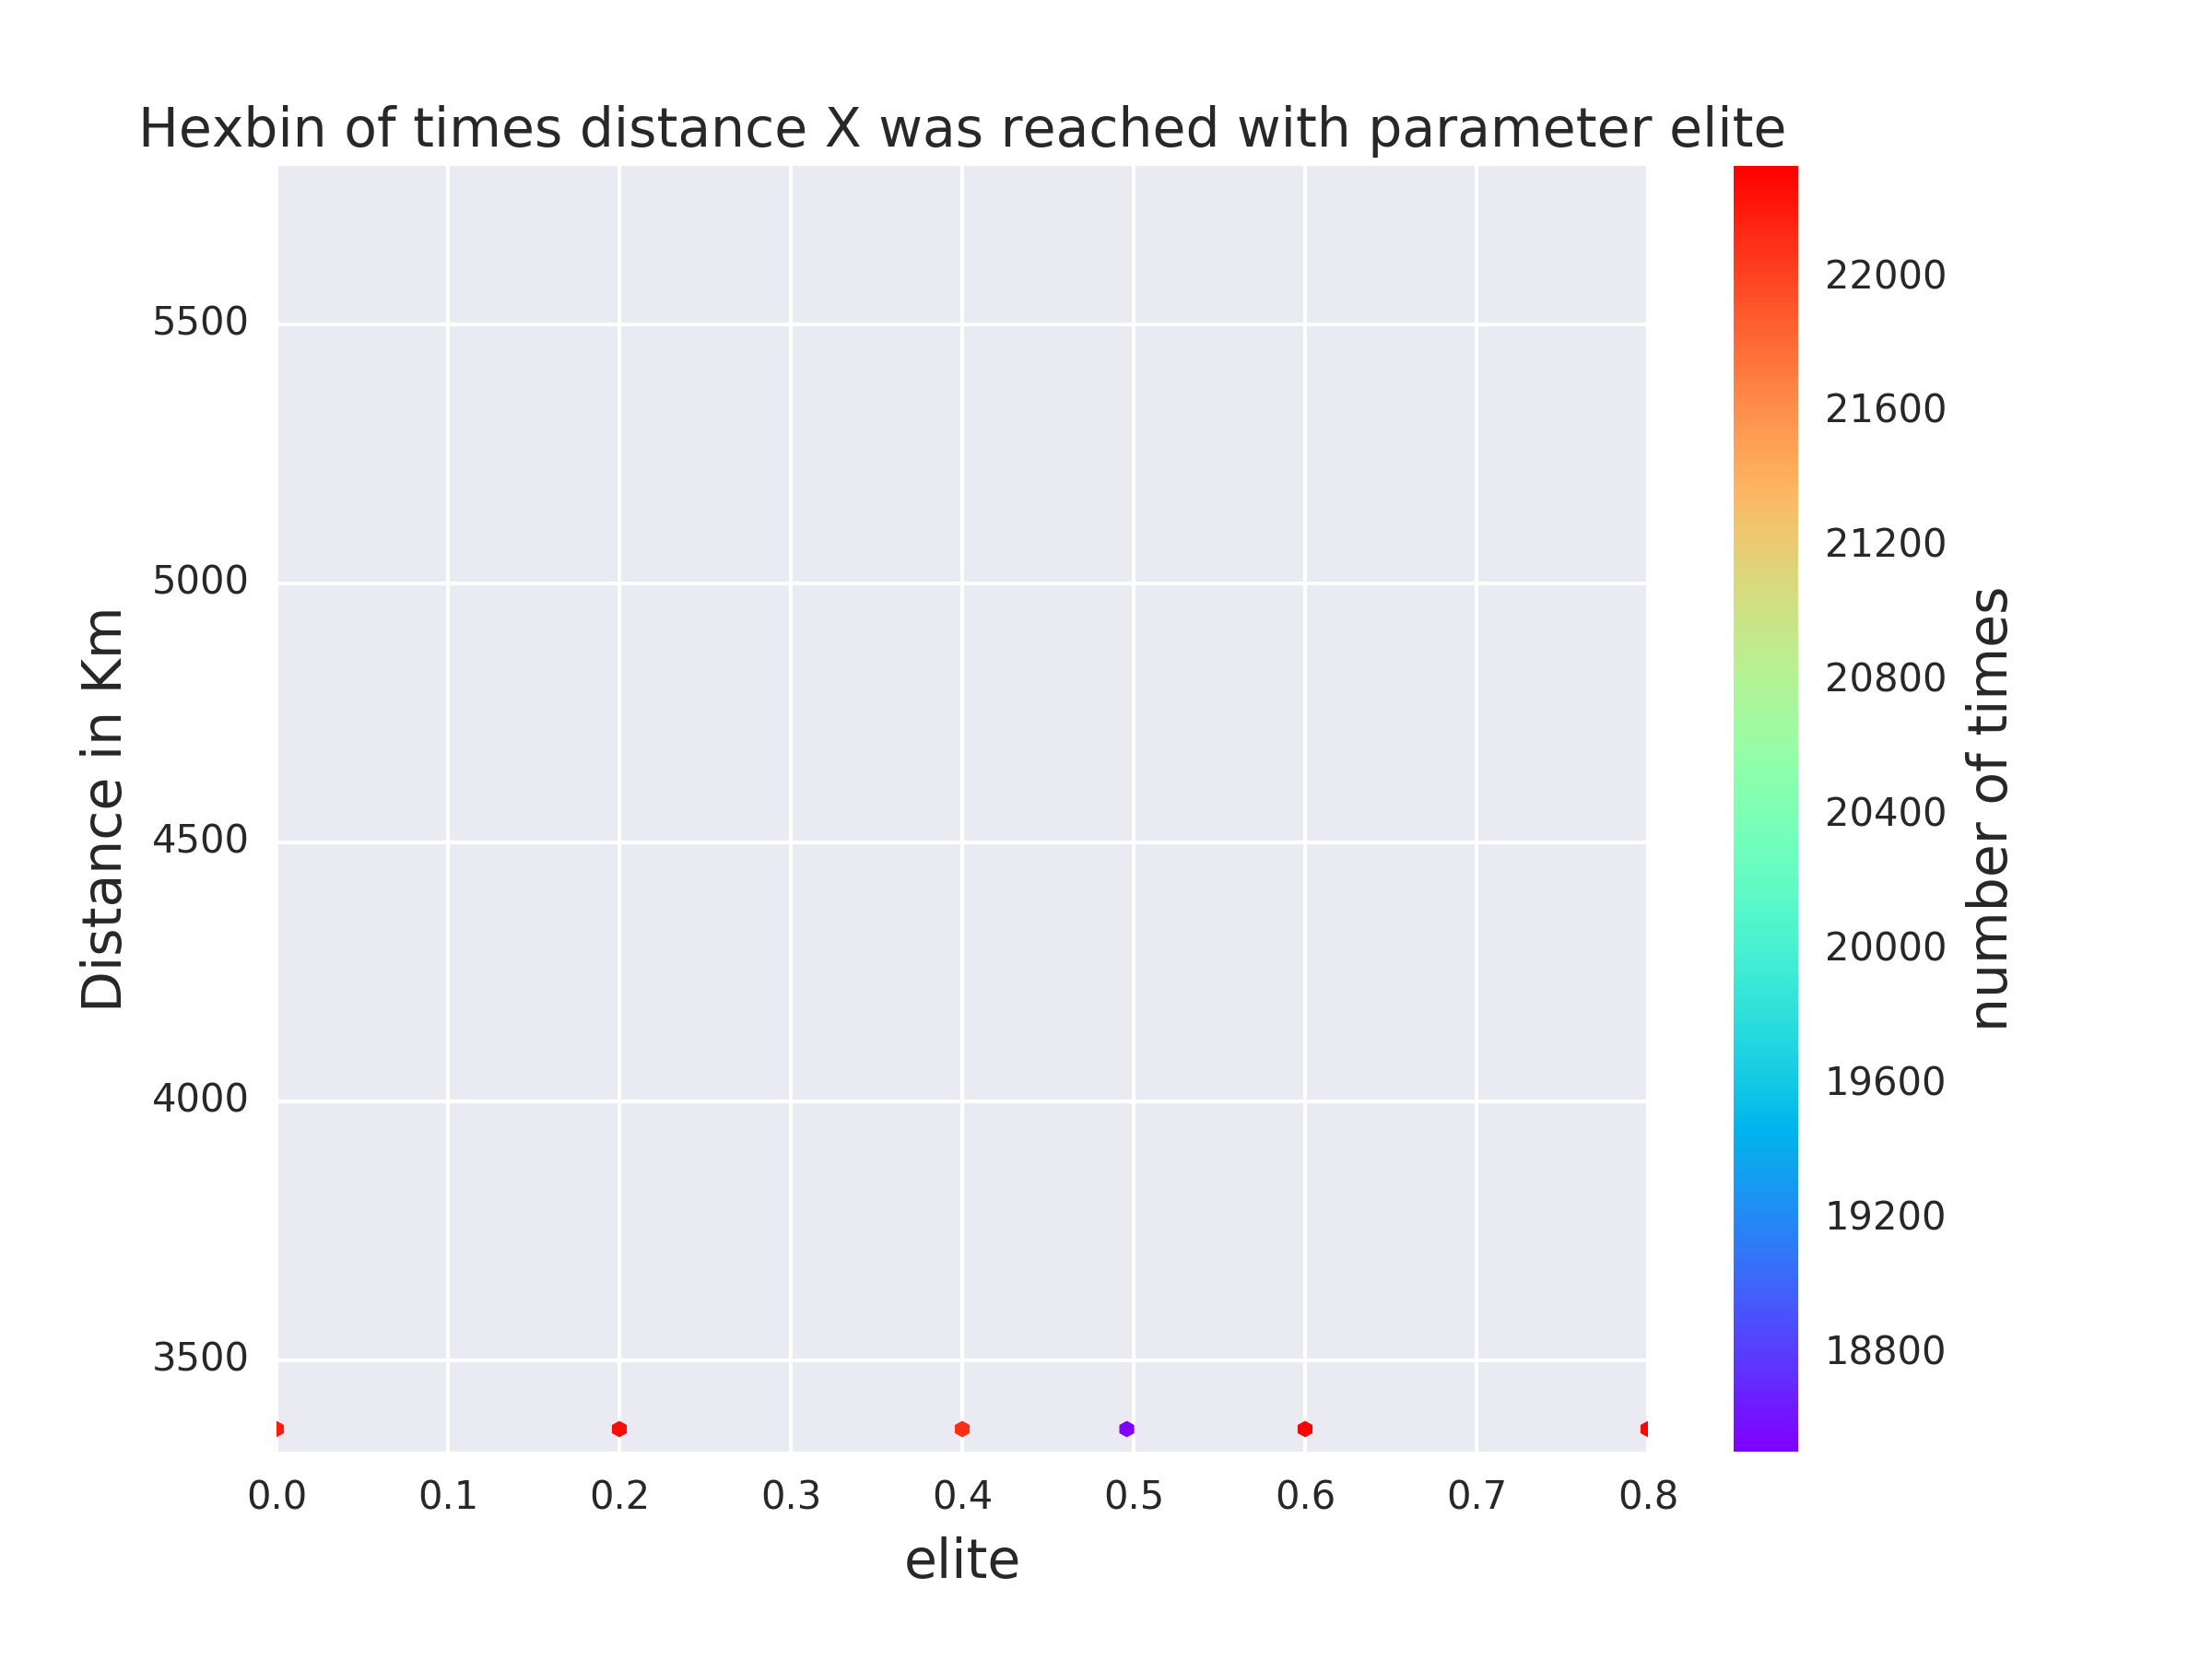 Hexbin of times distance X was reached with parameter elite
5500
5000
4500
4000
3500
Distance in Km
0.0 0.1 0.2 0.3 0.4 0.5 0.6 0.7 0.8
elite
22000
21600
21200
20800
20400
20000
19600
19200
18800
number of times